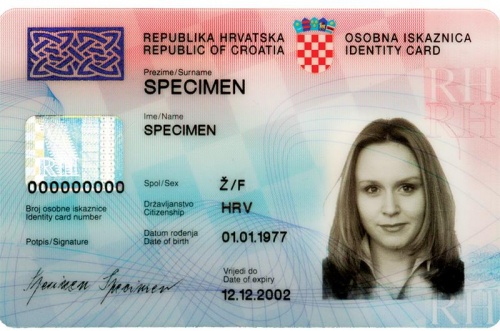 REPUBLIKA HRVATSKA
REPUBLIC OF CROATIA
OSOBNA ISKAZNICA
IDENTITY CARD
Prezime/Surname
SPECIMEN
Ime/Name
SPECIMEN
RH
RH
RH
000000000
Broj osobne iskaznice
Identity card number
Spol/Sex
Ž/F
Državljanstvo
Citizenship
HRV
Datum rođenja
Date of birth
01.01.1977
Potpis/Signature
Specimen Specimen
Vrijedi do
Date of expiry
12.12.2002
RH
RH